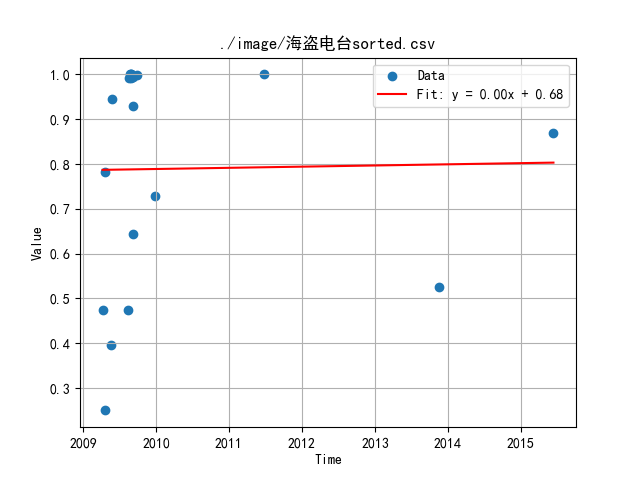 ./image/海盗电台sorted.csv
Data
Fit: y = 0.00x + 0.68
Value
1.0
0.9
0.8
0.7
0.6
0.5
0.4
0.3
2009 2010 2011 2012 2013 2014 2015
Time